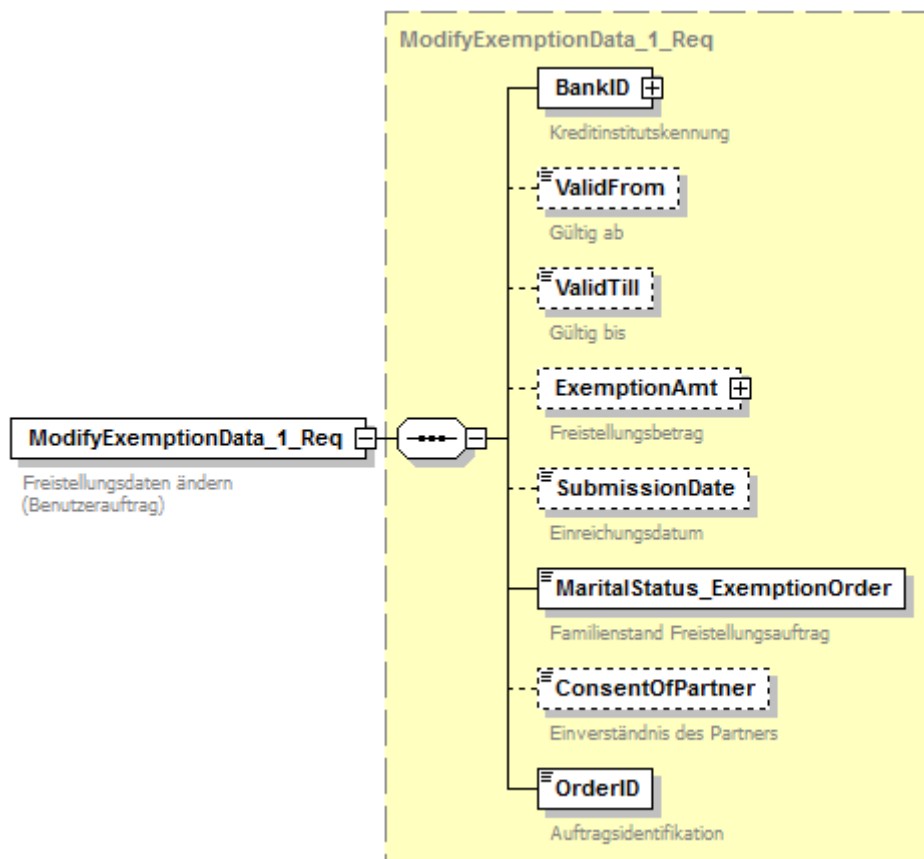 ModifyExemptionData_1_Req
BankID
Kreditinstitutskennung
ValidFrom
Gültig ab
ValidTill
Gültig bis
ExemptionAmt
Freistellungsbetrag
ModifyExemptionData_1_Req
Freistellungsdaten ändern
(Benutzerauftrag)
SubmissionDate
Einreichungsdatum
MaritalStatus_ExemptionOrder
Familienstand Freistellungsauftrag
ConsentOfPartner
Einverständnis des Partners
OrderID
Auftragsidentifikation